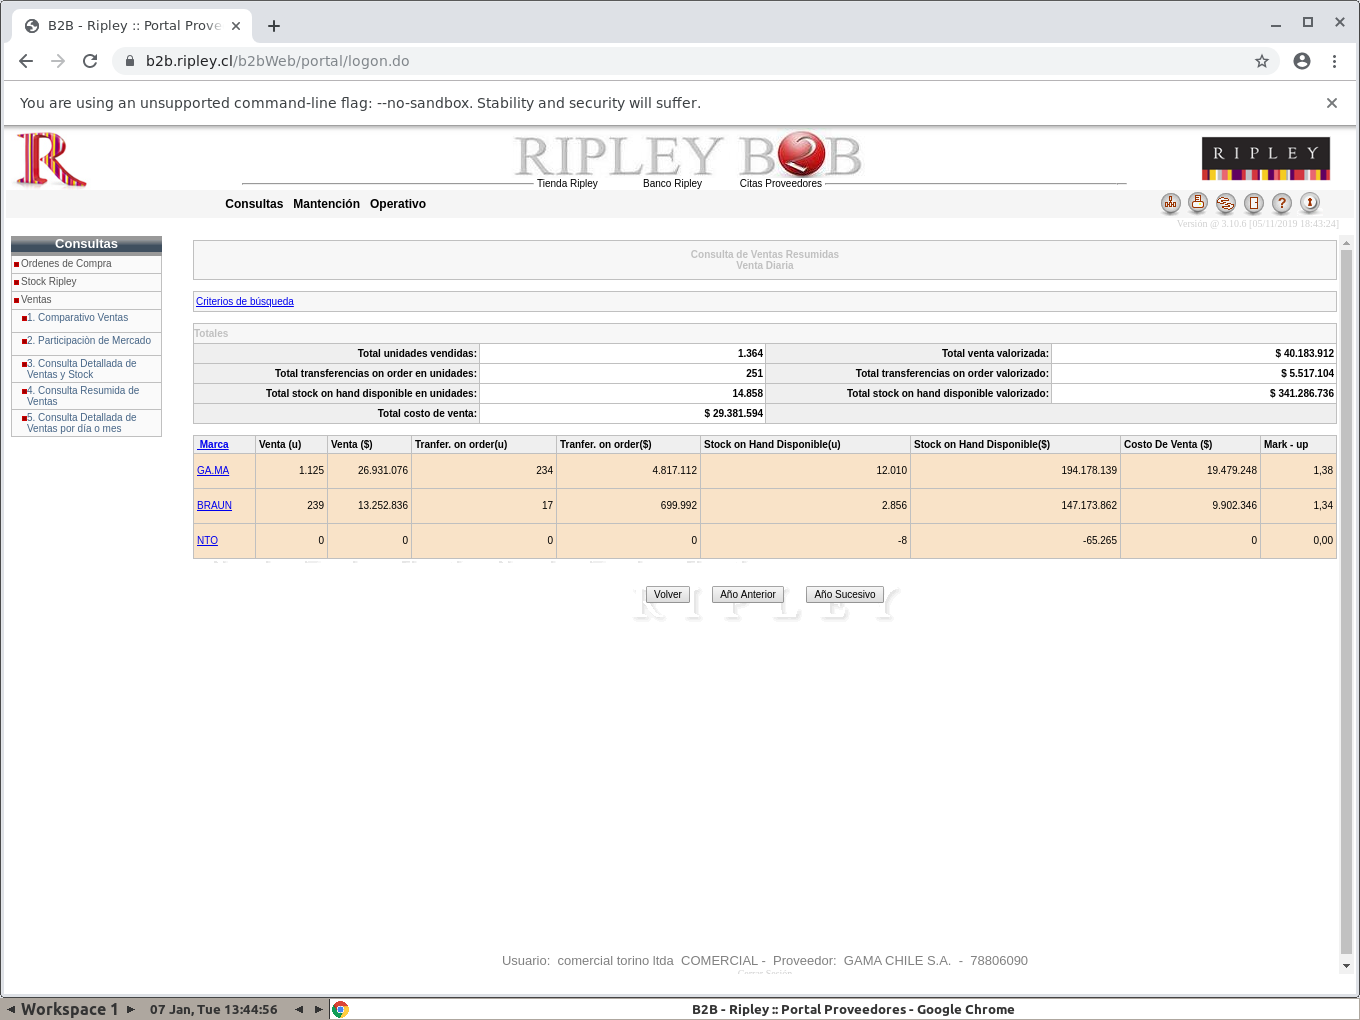 B2B - Ripley :: Portal Prove
b2b.ripley.cl/b2bWeb/portal/logon.do
You are using an unsupported command-line flag: --no-sandbox. Stability and security will suffer.
RIPLEY B2B
RIPLEY
Tienda Ripley Banco Ripley Citas Proveedores
Consultas Mantención Operativo
Versión @ 3.10.6 [05/11/2019 18:43:24]
Consultas
Ordenes de Compra
Stock Ripley
Ventas
1. Comparativo Ventas
2. Participaciòn de Mercado
3. Consulta Detallada de
Ventas y Stock
4. Consulta Resumida de
Ventas
5. Consulta Detallada de
Ventas por día o mes
Consulta de Ventas Resumidas
Venta Diaria
Criterios de búsqueda
Totales
Total unidades vendidas: 1.364 Total venta valorizada: $ 40.183.912
Total transferencias on order en unidades: 251 Total transferencias on order valorizado: $ 5.517.104
Total stock on hand disponible en unidades: 14.858 Total stock on hand disponible valorizado: $ 341.286.736
Total costo de venta: $ 29.381.594
Marca Venta (u) Venta ($) Tranfer. on order(u) Tranfer. on order($) Stock on Hand Disponible(u) Stock on Hand Disponible($) Costo De Venta ($) Mark - up
GA.MA 1.125 26.931.076 234 4.817.112 12.010 194.178.139 19.479.248 1,38
BRAUN 239 13.252.836 17 699.992 2.856 147.173.862 9.902.346 1,34
NTO 0 0 0 0 -8 -65.265 0 0,00
Volver Año Anterior Año Sucesivo
RIPLEY
Usuario: comercial torino ltda COMERCIAL - Proveedor: GAMA CHILE S.A. - 78806090
Cerrar Sesión
Workspace 1 07 Jan, Tue 13:44:56 B2B - Ripley :: Portal Proveedores - Google Chrome